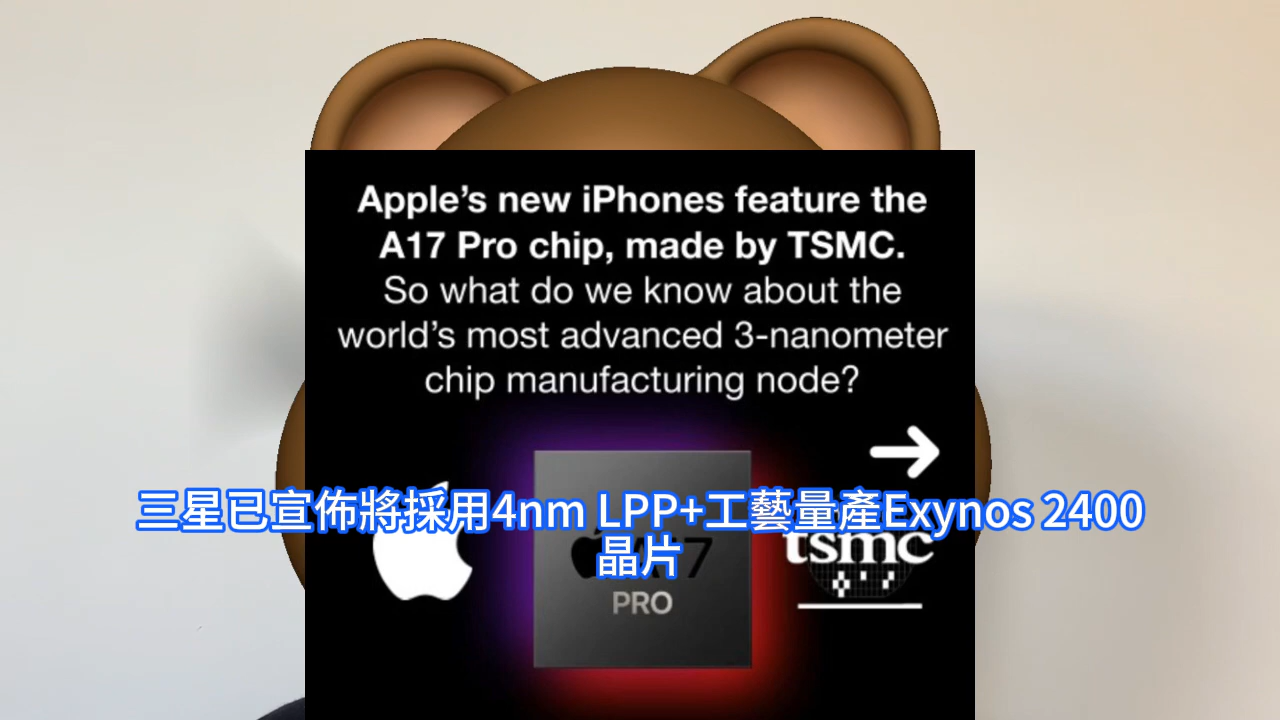 Apple's new iPhones feature the
A17 Pro chip, made by TSMC.
So what do we know about the
world's most advanced 3-nanometer
chip manufacturing node?
三星已宣佈將採用4nm LPP+工藝量產Exynos 2400
晶片
tsmc
A17
PRO